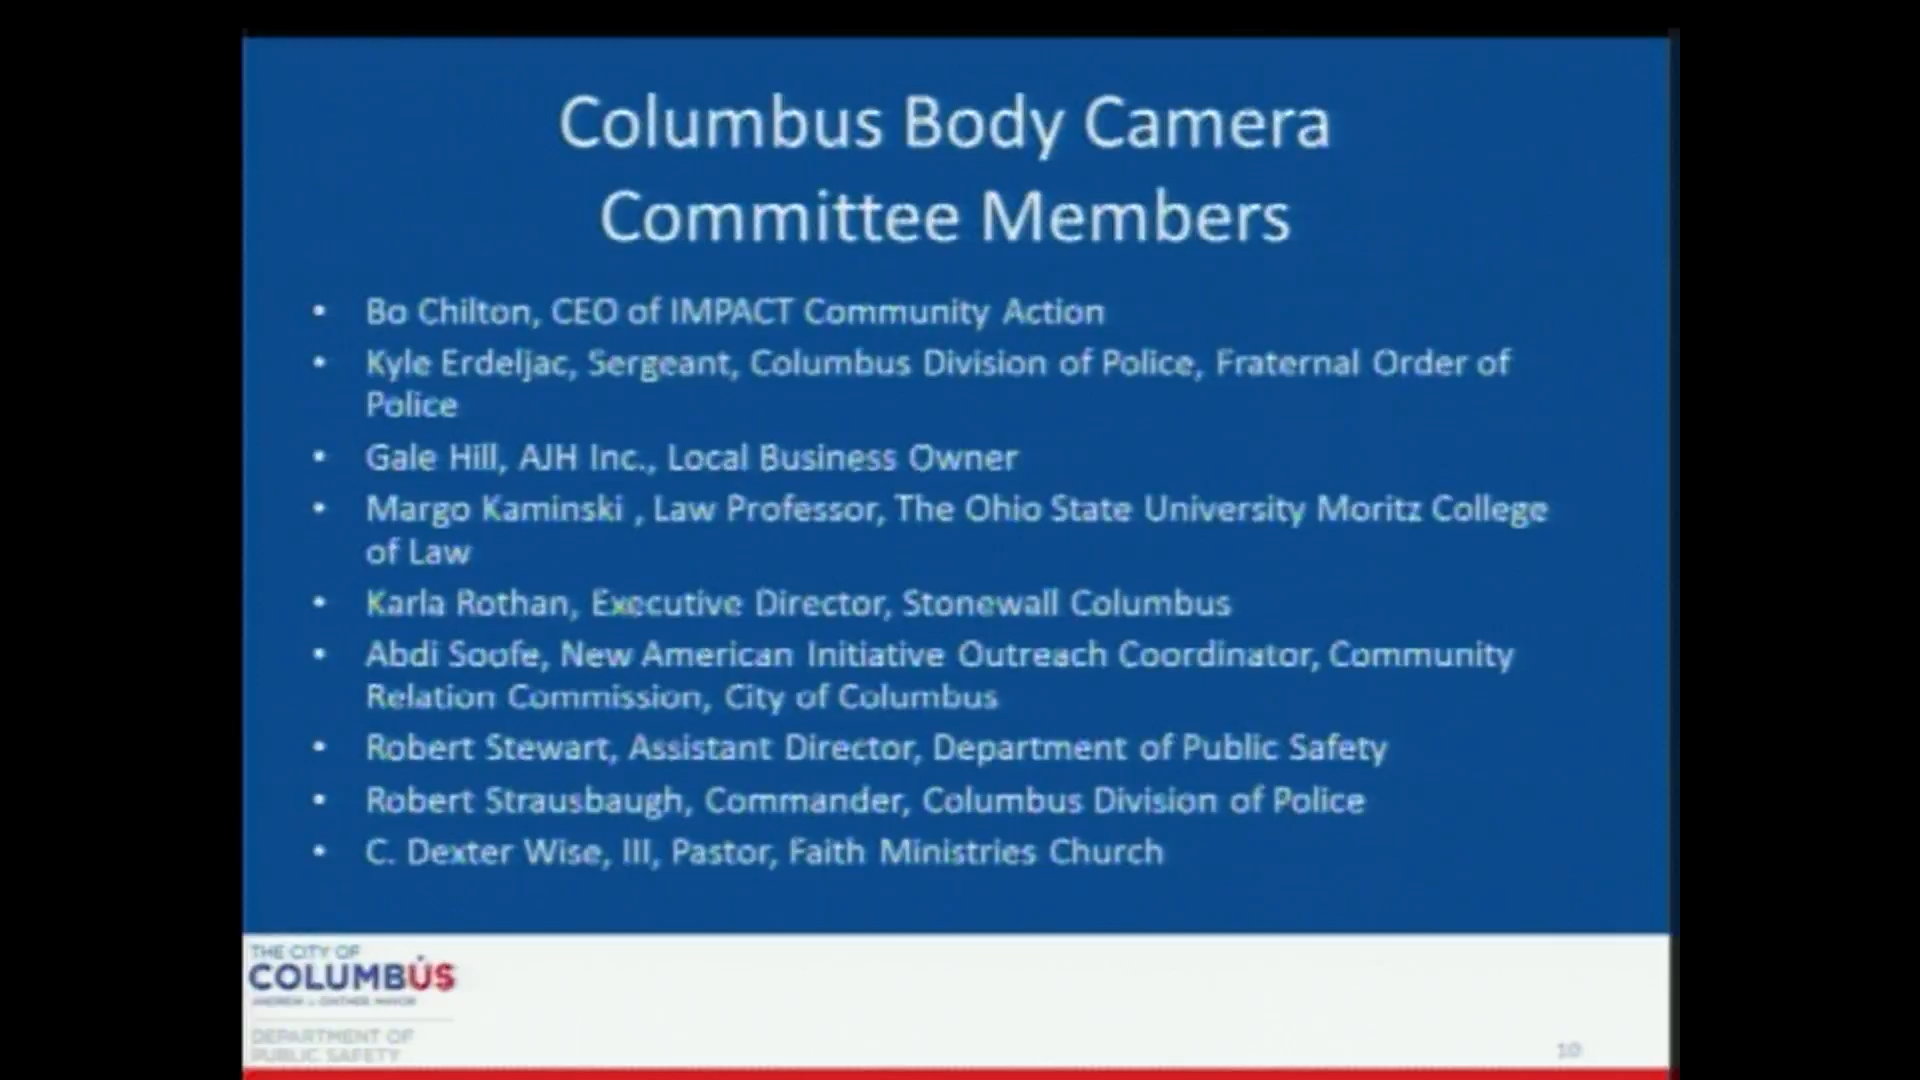 Columbus Body Camera
Committee Members
• Bo Chilton, CEO of IMPACT Community Action
• Kyle Erdeljac, Sergeant, Columbus Division of Police, Fraternal Order of
Police
• Gale Hill, AJH Inc., Local Business Owner
• Margo Kaminski , Law Professor, The Ohio State University Moritz College
of Law
• Karla Rothan, Executive Director, Stonewall Columbus
• Abdi Soofe, New American Initiative Outreach Coordinator, Community
Relation Commission, City of Columbus
• Robert Stewart, Assistant Director, Department of Public Safety
• Robert Strausbaugh, Commander, Columbus Division of Police
• C. Dexter Wise, III, Pastor, Faith Ministries Church
THE CITY OF
COLUMBUS
ANDREW J. GINTHER, MAYOR
DEPARTMENT OF
PUBLIC SAFETY
10